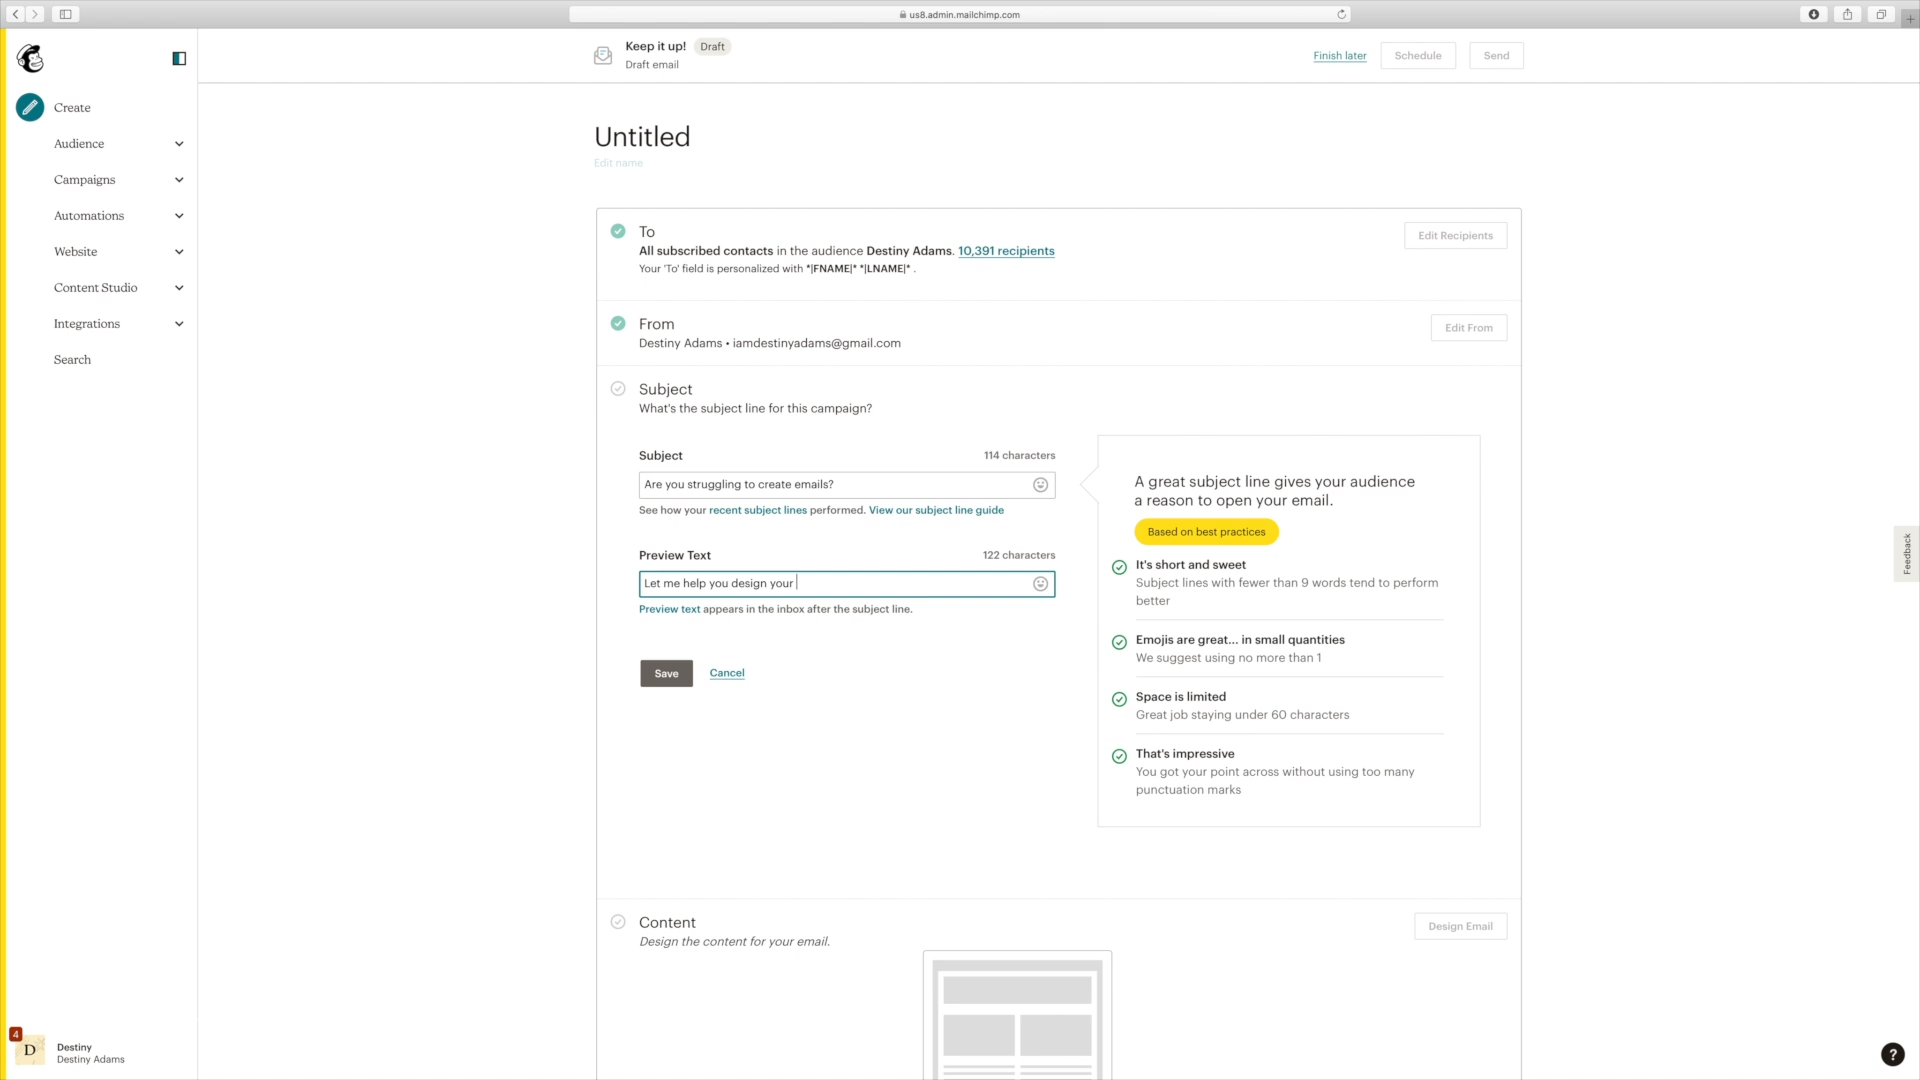 us8.admin.mailchimp.com
Keep it up! Draft
Draft email
Finish later
Schedule
Send
Create
Audience
Campaigns
Automations
Website
Content Studio
Integrations
Search
Untitled
Edit name
To
All subscribed contacts in the audience Destiny Adams. 10,391 recipients
Your 'To' field is personalized with *|FNAME|* *|LNAME|* .
Edit Recipients
From
Destiny Adams • iamdestinyadams@gmail.com
Edit From
Subject
What's the subject line for this campaign?
Subject 114 characters
Are you struggling to create emails?
See how your recent subject lines performed. View our subject line guide
Preview Text 122 characters
Let me help you design your
Preview text appears in the inbox after the subject line.
Save Cancel
A great subject line gives your audience
a reason to open your email.
Based on best practices
It's short and sweet
Subject lines with fewer than 9 words tend to perform
better
Emojis are great... in small quantities
We suggest using no more than 1
Space is limited
Great job staying under 60 characters
That's impressive
You got your point across without using too many
punctuation marks
Feedback
Content
Design the content for your email.
Design Email
4
D
Destiny
Destiny Adams
?